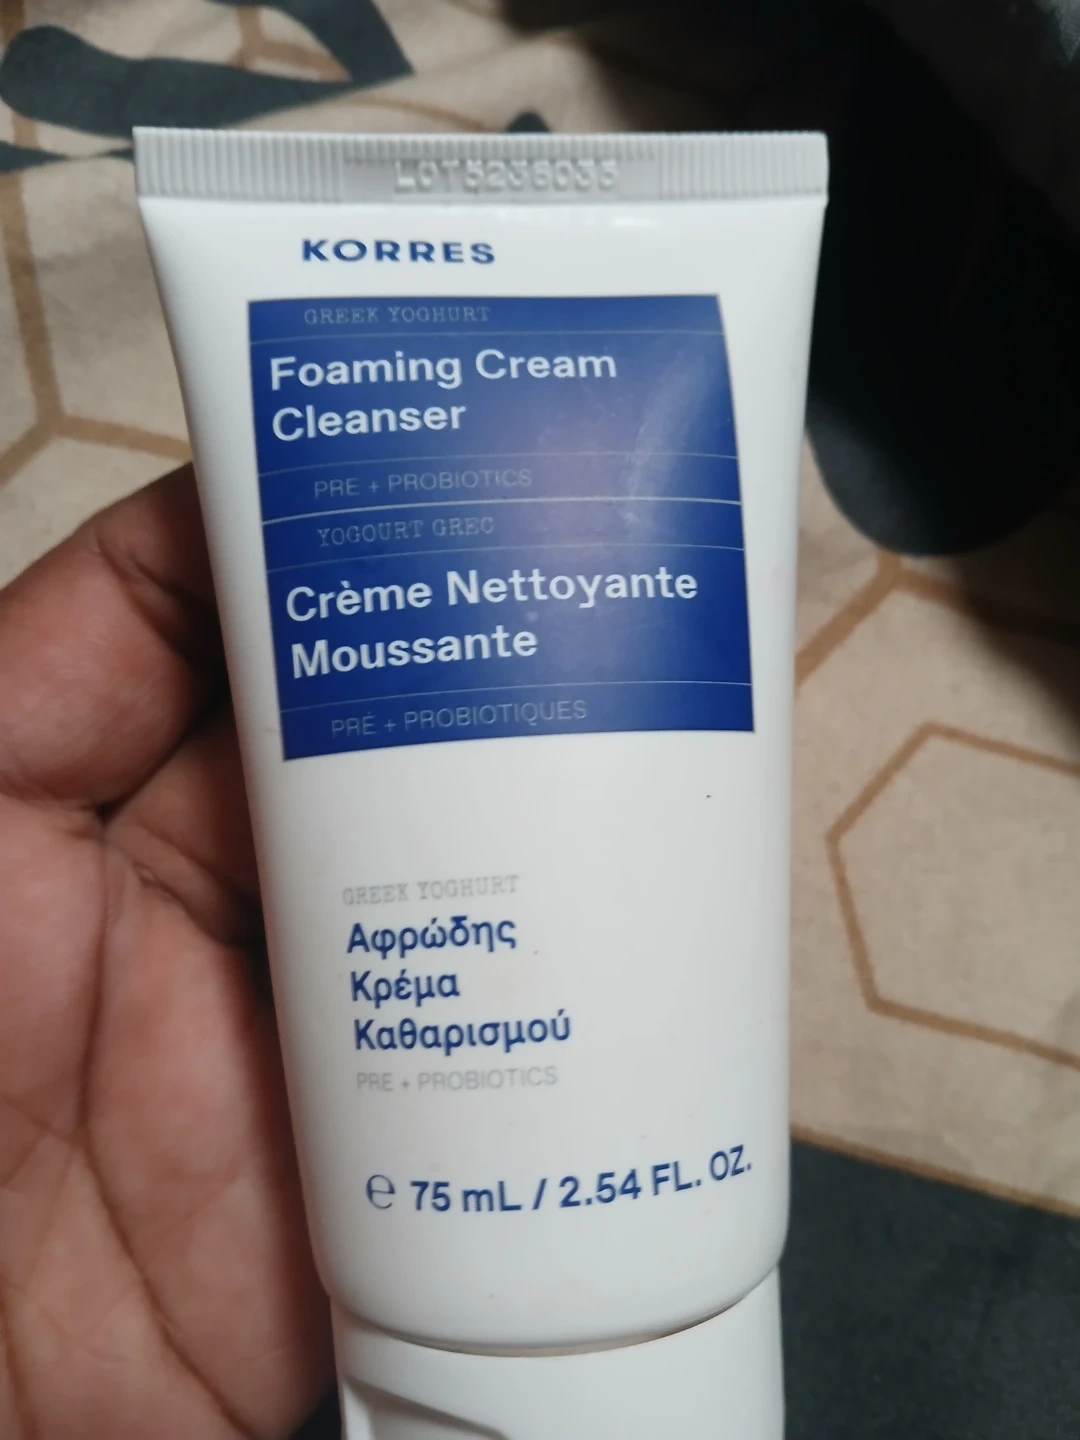 LOT5236033
KORRES
GREEK YOGHURT
Foaming Cream
Cleanser
PRE + PROBIOTICS
YOGOURT GREC
Crème Nettoyante
Moussante
PRÉ + PROBIOTIQUES
GREEK YOGHURT
Αφρώδης
Κρέμα
Καθαρισμού
PRE + PROBIOTICS
℮ 75 mL / 2.54 FL. OZ.